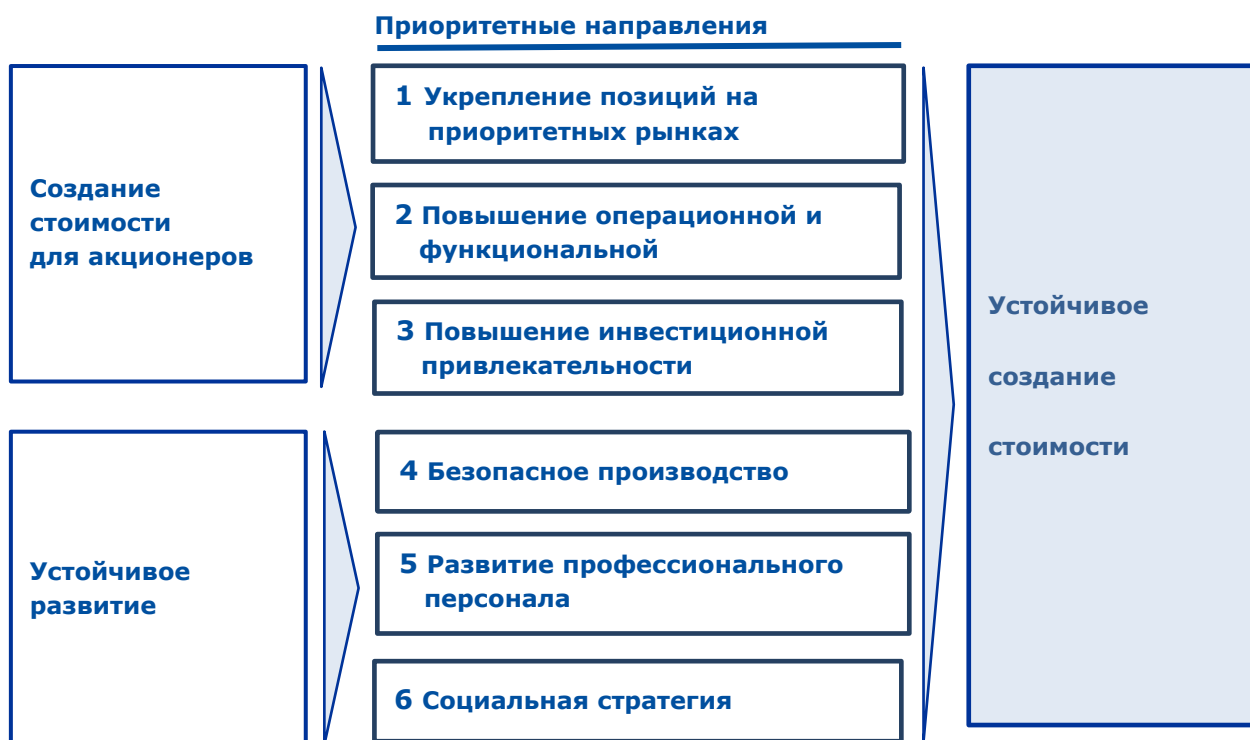 Приоритетные направления
Создание
стоимости
для акционеров
1 Укрепление позиций на
приоритетных рынках
2 Повышение операционной и
функциональной
3 Повышение инвестиционной
привлекательности
Устойчивое
развитие
4 Безопасное производство
5 Развитие профессионального
персонала
6 Социальная стратегия
Устойчивое
создание
стоимости